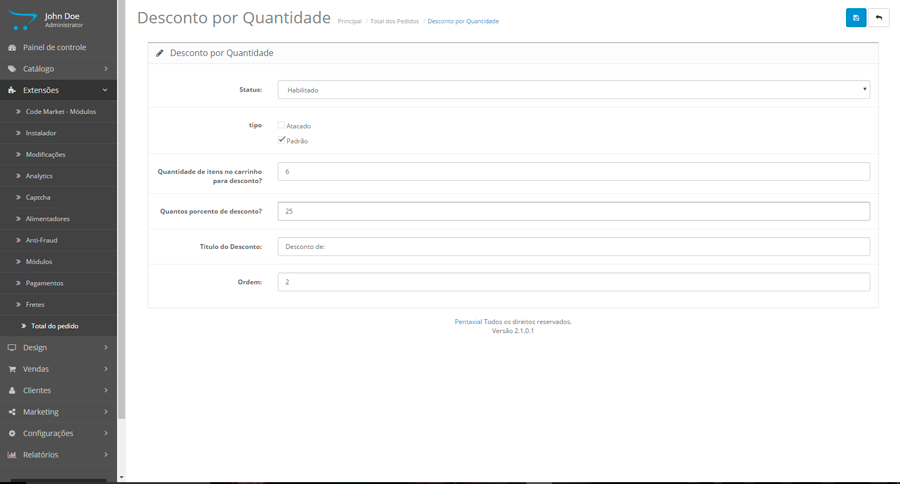 John Doe
Administrator
Painel de controle
Catálogo
Extensões
Code Market - Módulos
Instalador
Modificações
Analytics
Captcha
Alimentadores
Anti-Fraud
Módulos
Pagamentos
Fretes
Total do pedido
Design
Vendas
Clientes
Marketing
Configurações
Relatórios
Desconto por Quantidade
Principal / Total dos Pedidos / Desconto por Quantidade
Desconto por Quantidade
Status: Habilitado
tipo Atacado
Padrão
Quantidade de itens no carrinho
para desconto? 6
Quantos porcento de desconto? 25
Titulo do Desconto: Desconto de:
Ordem: 2
Pentaxial Todos os direitos reservados.
Versão 2.1.0.1